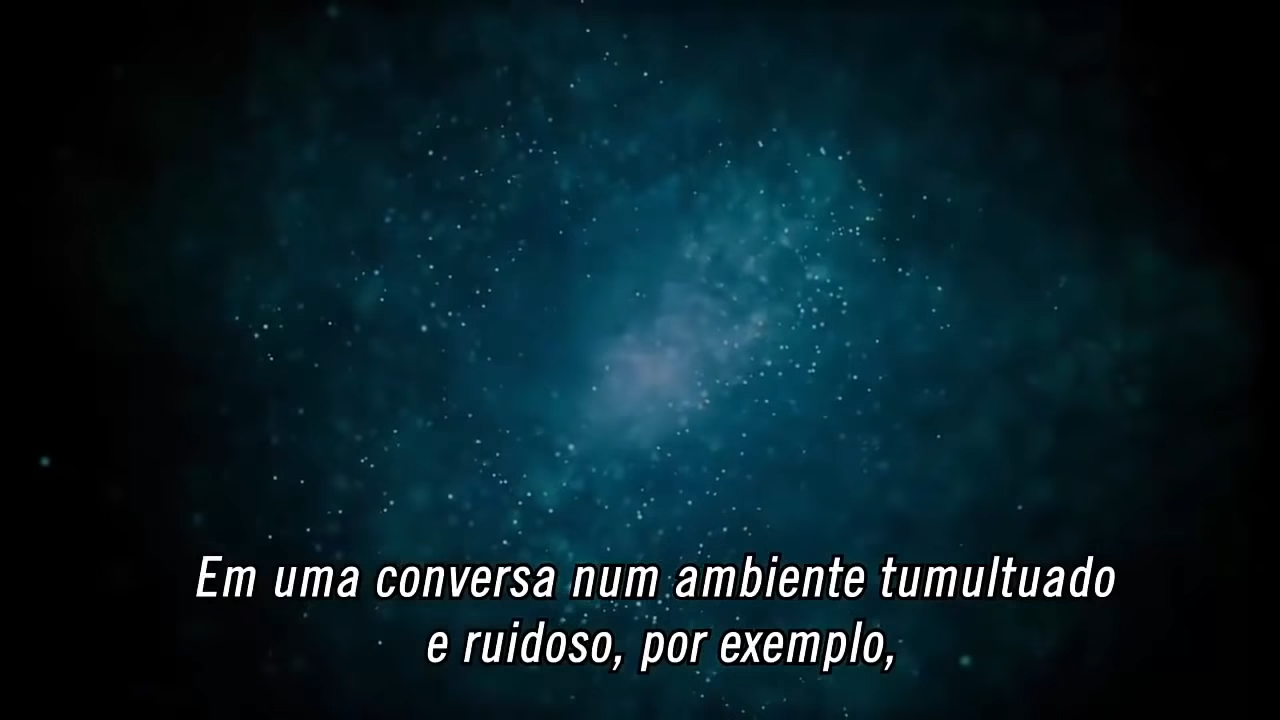 Em uma conversa num ambiente tumultuado
e ruidoso, por exemplo,